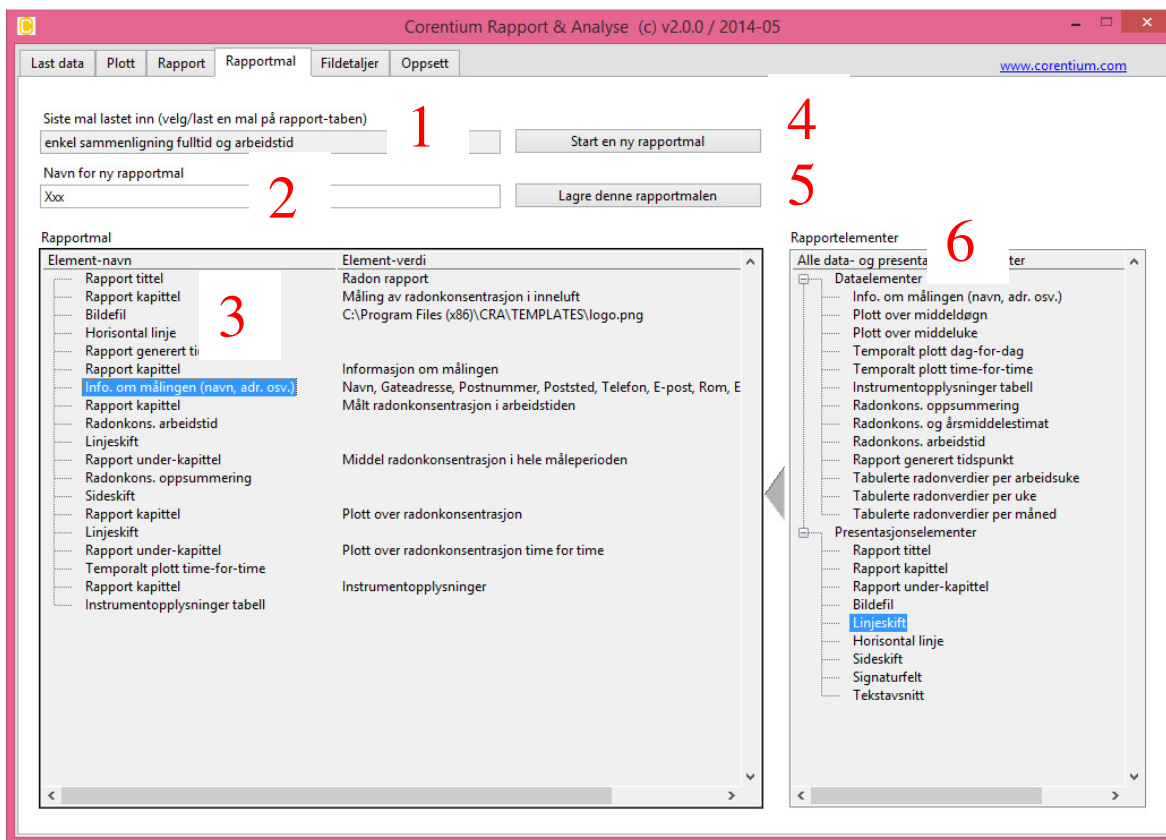 Corentium Rapport & Analyse (c) v2.0.0 / 2014-05
Last data Plott Rapport Rapportmal Fildetaljer Oppsett
www.corentium.com
Siste mal lastet inn (velg/last en mal på rapport-taben)
1
4
enkel sammenligning fulltid og arbeidstid
Start en ny rapportmal
Navn for ny rapportmal
2
5
Xxx
Lagre denne rapportmalen
Rapportmal
Element-navn Element-verdi
3
Rapport tittel Radon rapport
Rapport kapittel Måling av radonkonsentrasjon i inneluft
Bildefil C:\Program Files (x86)\CRA\TEMPLATES\logo.png
Horisontal linje
Rapport generert
Rapport kapittel Informasjon om målingen
Info. om målingen (navn, adr. osv.) Navn, Gateadresse, Postnummer, Poststed, Telefon, E-post, Rom, E
Rapport kapittel Målt radonkonsentrasjon i arbeidstiden
Radonkons. arbeidstid
Linjeskift
Rapport under-kapittel Middel radonkonsentrasjon i hele måleperioden
Radonkons. oppsummering
Sideskift
Rapport kapittel Plott over radonkonsentrasjon
Linjeskift
Rapport under-kapittel Plott over radonkonsentrasjon time for time
Temporalt plott time-for-time
Rapport kapittel Instrumentopplysninger
Instrumentopplysninger tabell
Rapportelementer
6
Alle data- og
Dataelementer
Info. om målingen (navn, adr. osv.)
Plott over middeldøgn
Plott over middeluke
Temporalt plott dag-for-dag
Temporalt plott time-for-time
Instrumentopplysninger tabell
Radonkons. oppsummering
Radonkons. og årsmiddelestimat
Radonkons. arbeidstid
Rapport generert tidspunkt
Tabulerte radonverdier per arbeidsuke
Tabulerte radonverdier per uke
Tabulerte radonverdier per måned
Presentasjonselementer
Rapport tittel
Rapport kapittel
Rapport under-kapittel
Bildefil
Linjeskift
Horisontal linje
Sideskift
Signaturfelt
Tekstavsnitt